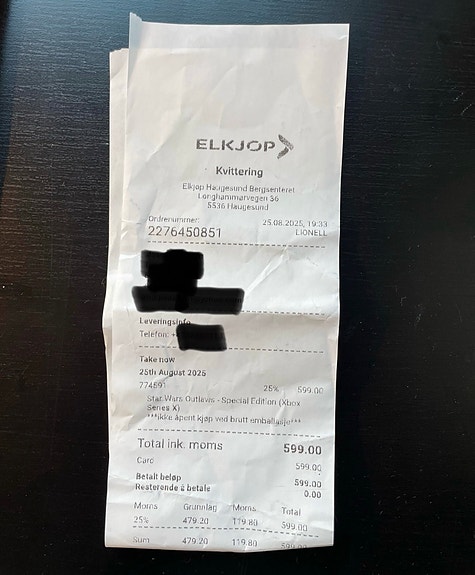 ELKJOP
Kvittering
Elkjøp Haugesund Bergsenteret
Longhammarvegen 36
5536 Haugesund
Ordrenummer: 25.08.2025, 19:33
2276450851 LIONELL
Leveringsinfo
Telefon: +
Take now
25th August 2025
774591 25% 599.00
Star Wars Outlaws - Special Edition (Xbox
Series X)
***ikke åpent kjøp ved brutt emballasje***
Total ink. moms 599.00
Card 599.00
Betalt beløp 599.00
Resterende å betale 0.00
Moms Grunnlag Moms Total
25% 479.20 119.80 599.00
Sum 479.20 119.80 599.00